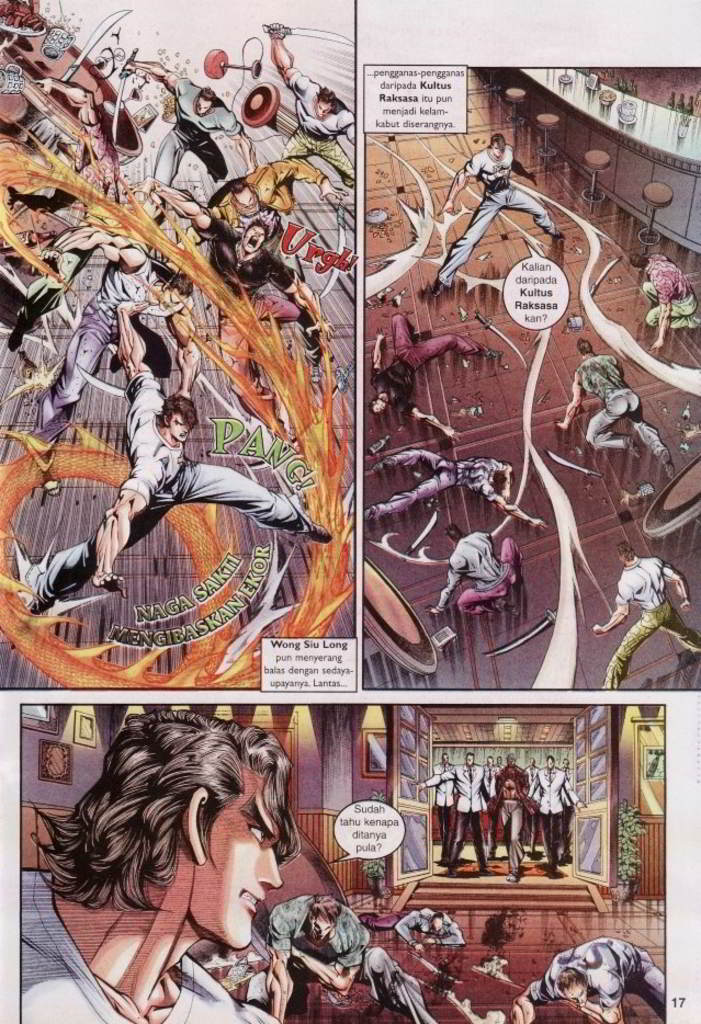 Urgh!
PANG!
NAGA SAKTI
MENGIBASKAN EKOR
Wong Siu Long
pun menyerang
balas dengan sedaya-
upayanya. Lantas...
...pengganas-pengganas
daripada Kultus
Raksasa itu pun
menjadi kelam-
kabut diserangnya.
Kalian
daripada
Kultus
Raksasa
kan?
Sudah
tahu kenapa
ditanya
pula?
17